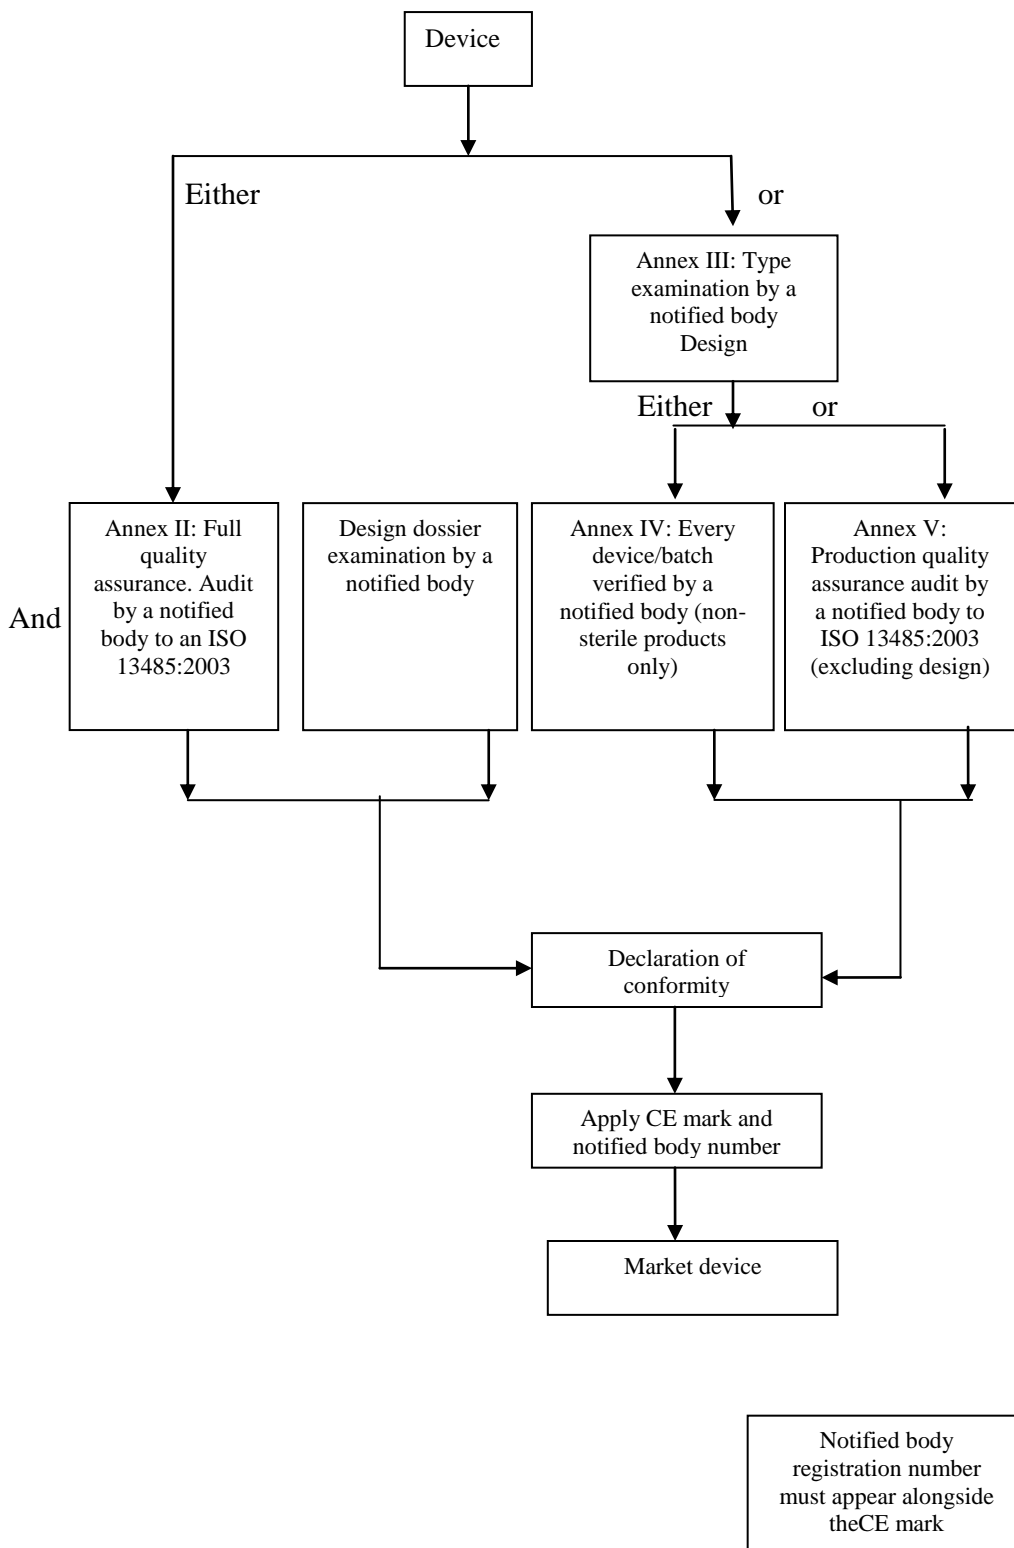 Device
Either
or
Annex III: Type
examination by a
notified body
Design
Either
or
And
Annex II: Full
quality
assurance. Audit
by a notified
body to an ISO
13485:2003
Design dossier
examination by a
notified body
Annex IV: Every
device/batch
verified by a
notified body (non-
sterile products
only)
Annex V:
Production quality
assurance audit by
a notified body to
ISO 13485:2003
(excluding design)
Declaration of
conformity
Apply CE mark and
notified body number
Market device
Notified body
registration number
must appear alongside
theCE mark